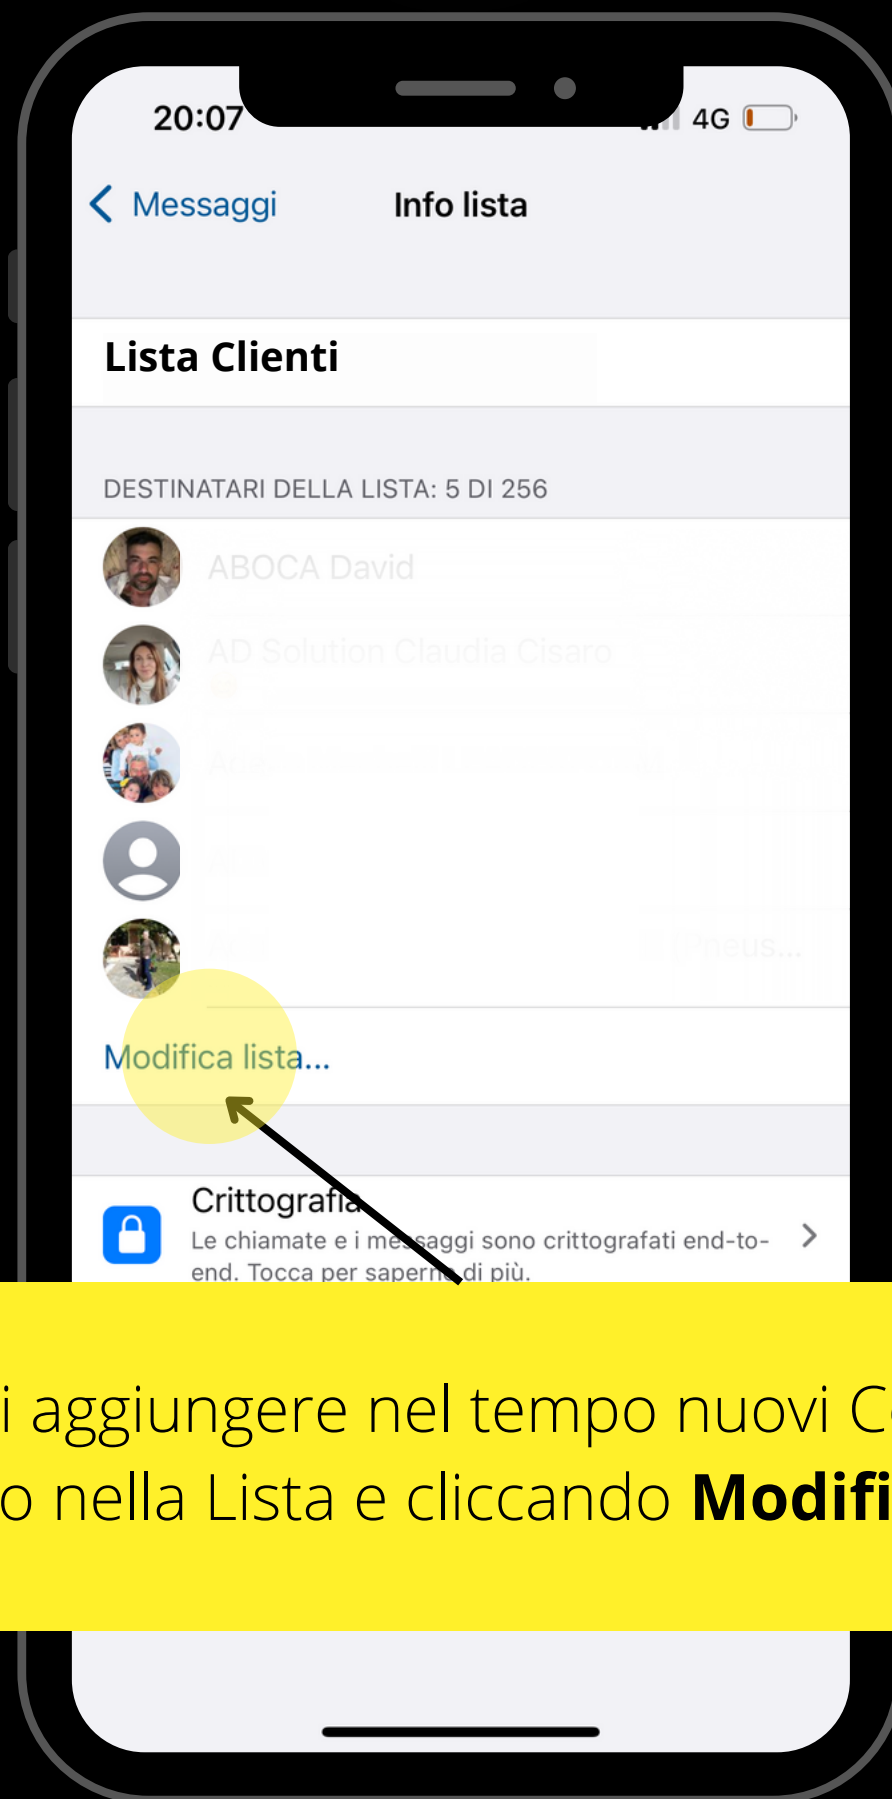 20:07
4G
Messaggi
Info lista
Lista Clienti
DESTINATARI DELLA LISTA: 5 DI 256
ABOCA David
AD Solution Claudia Cisaro
(Pneus...
Modifica lista...
Crittografia
Le chiamate e i messaggi sono crittografati end-to-
end. Tocca per saperne di più.
i aggiungere nel tempo nuovi C
o nella Lista e cliccando Modifi